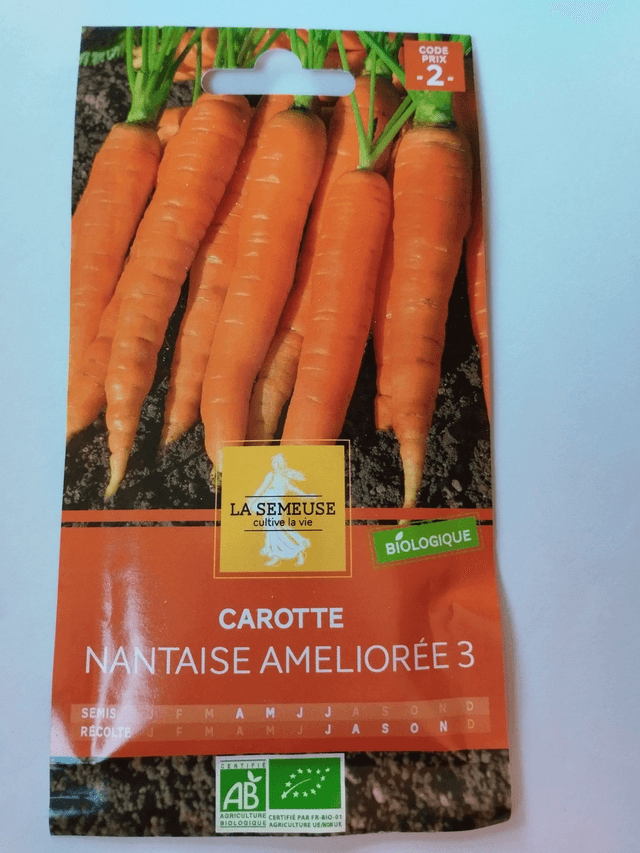 CODE
PRIX
- 2 -
LA SEMEUSE
cultive la vie
BIOLOGIQUE
CAROTTE
NANTAISE AMELIORÉE 3
SEMIS J F M A M J J A S O N D
RÉCOLTE J F M A M J J A S O N D
CERTIFIÉ
AB
AGRICULTURE
BIOLOGIQUE
CERTIFIÉ PAR FR-BIO-01
AGRICULTURE UE/NON UE